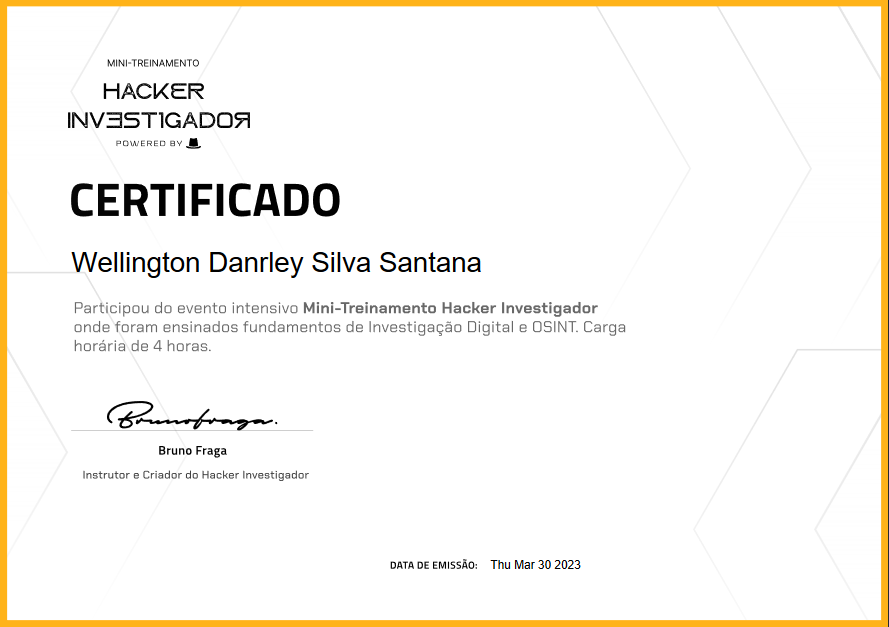 MINI-TREINAMENTO
HACKER
INVESTIGADOR
POWERED BY
CERTIFICADO
Wellington Danrley Silva Santana
Participou do evento intensivo Mini-Treinamento Hacker Investigador
onde foram ensinados fundamentos de Investigação Digital e OSINT. Carga
horária de 4 horas.
Brunofraga.
Bruno Fraga
Instrutor e Criador do Hacker Investigador
DATA DE EMISSÃO: Thu Mar 30 2023